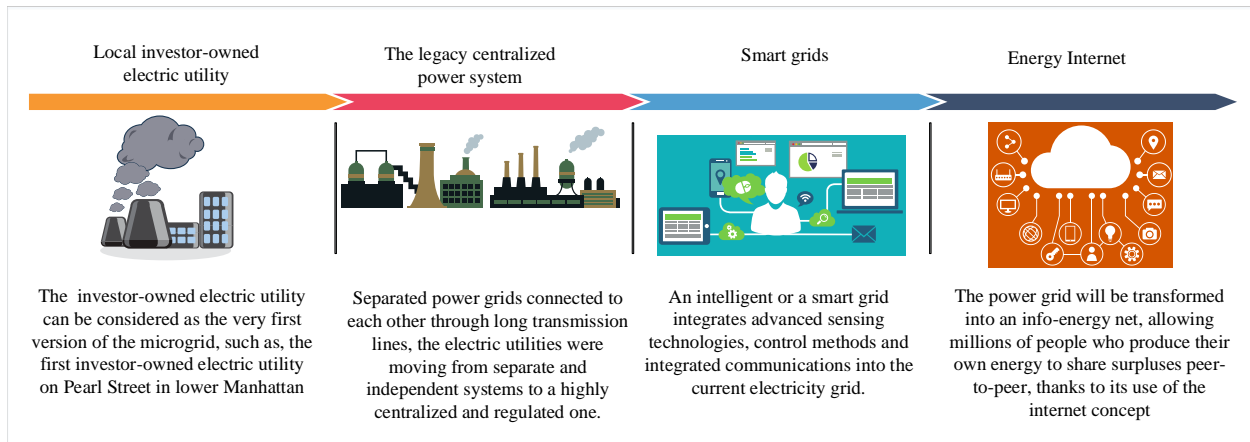 Local investor-owned
electric utility
The legacy centralized
power system
Smart grids
Energy Internet
The investor-owned electric utility
can be considered as the very first
version of the microgrid, such as, the
first investor-owned electric utility
on Pearl Street in lower Manhattan
Separated power grids connected to
each other through long transmission
lines, the electric utilities were
moving from separate and
independent systems to a highly
centralized and regulated one.
An intelligent or a smart grid
integrates advanced sensing
technologies, control methods and
integrated communications into the
current electricity grid.
The power grid will be transformed
into an info-energy net, allowing
millions of people who produce their
own energy to share surpluses peer-
to-peer, thanks to its use of the
internet concept